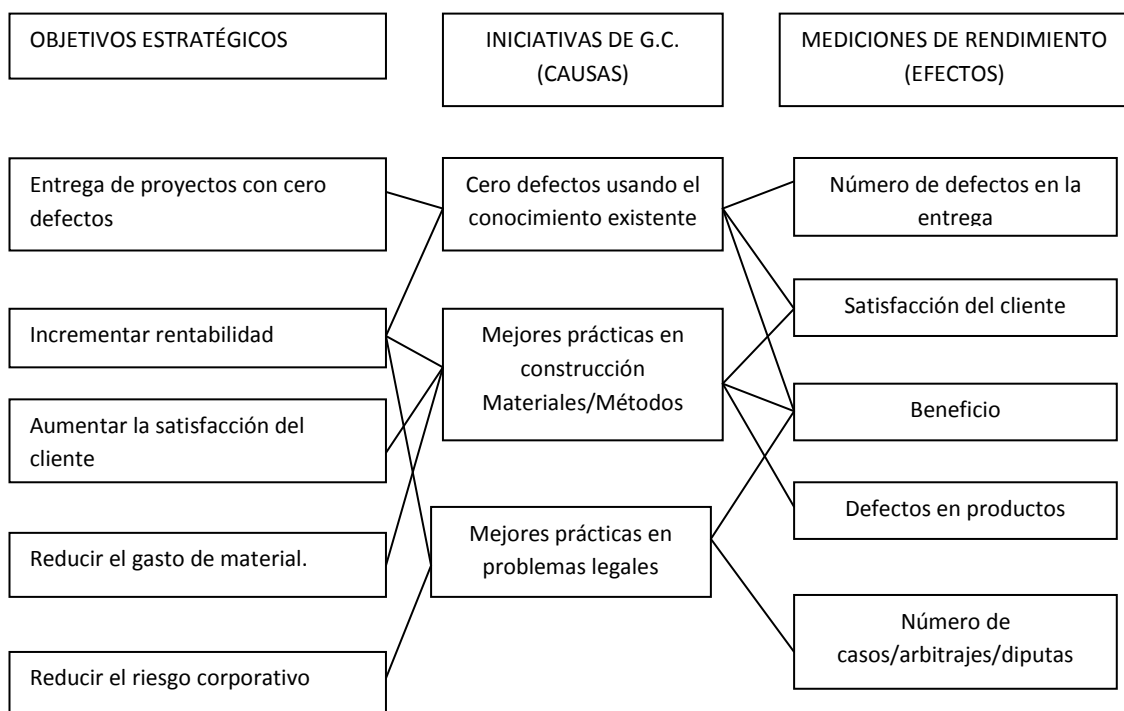 OBJETIVOS ESTRATÉGICOS
INICIATIVAS DE G.C.
(CAUSAS)
MEDICIONES DE RENDIMIENTO
(EFECTOS)
Entrega de proyectos con cero
defectos
Cero defectos usando el
conocimiento existente
Número de defectos en la
entrega
Incrementar rentabilidad
Mejores prácticas en
construcción
Materiales/Métodos
Satisfacción del cliente
Aumentar la satisfacción del
cliente
Beneficio
Reducir el gasto de material.
Mejores prácticas en
problemas legales
Defectos en productos
Reducir el riesgo corporativo
Número de
casos/arbitrajes/diputas